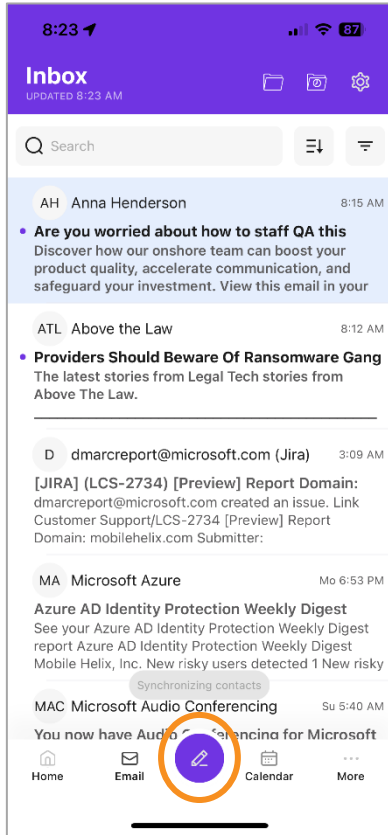 8:23
87
Inbox
UPDATED 8:23 AM
Search
AH Anna Henderson 8:15 AM
Are you worried about how to staff QA this
Discover how our onshore team can boost your
product quality, accelerate communication, and
safeguard your investment. View this email in your
ATL Above the Law 8:12 AM
Providers Should Beware Of Ransomware Gang
The latest stories from Legal Tech stories from
Above The Law.
D dmarcreport@microsoft.com (Jira) 3:09 AM
[JIRA] (LCS-2734) [Preview] Report Domain:
dmarcreport@microsoft.com created an issue. Link
Customer Support/LCS-2734 [Preview] Report
Domain: mobilehelix.com Submitter:
MA Microsoft Azure Mo 6:53 PM
Azure AD Identity Protection Weekly Digest
See your Azure AD Identity Protection Weekly Digest
report Azure AD Identity Protection Weekly Digest
Mobile Helix, Inc. New risky users detected 1 New risky
Synchronizing contacts
MAC Microsoft Audio Conferencing Su 5:40 AM
You now have Audio Conferencing for Microsoft
Home Email Calendar More